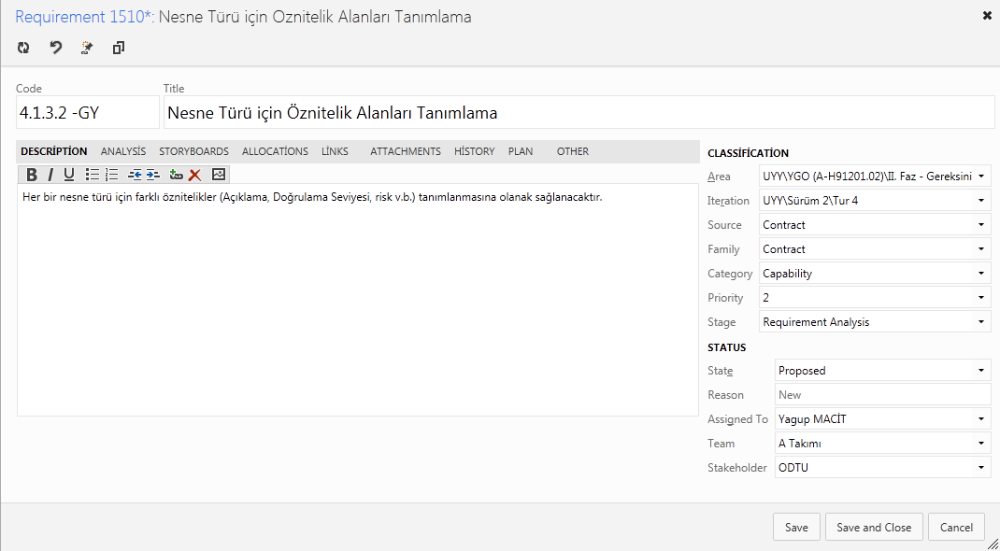 Requirement 1510*: Nesne Türü için Öznitelik Alanları Tanımlama
Code
Title
4.1.3.2 -GY
Nesne Türü için Öznitelik Alanları Tanımlama
DESCRİPTİON ANALYSİS STORYBOARDS ALLOCATİONS LİNKS ATTACHMENTS HİSTORY PLAN OTHER
B I U
Her bir nesne türü için farklı öznitelikler (Açıklama, Doğrulama Seviyesi, risk v.b.) tanımlanmasına olanak sağlanacaktır.
CLASSİFİCATİON
Area UYY\YGO (A-H91201.02)\II. Faz - Gereksini
Iteration UYY\Sürüm 2\Tur 4
Source Contract
Family Contract
Category Capability
Priority 2
Stage Requirement Analysis
STATUS
State Proposed
Reason New
Assigned To Yagup MACİT
Team A Takımı
Stakeholder ODTU
Save Save and Close Cancel